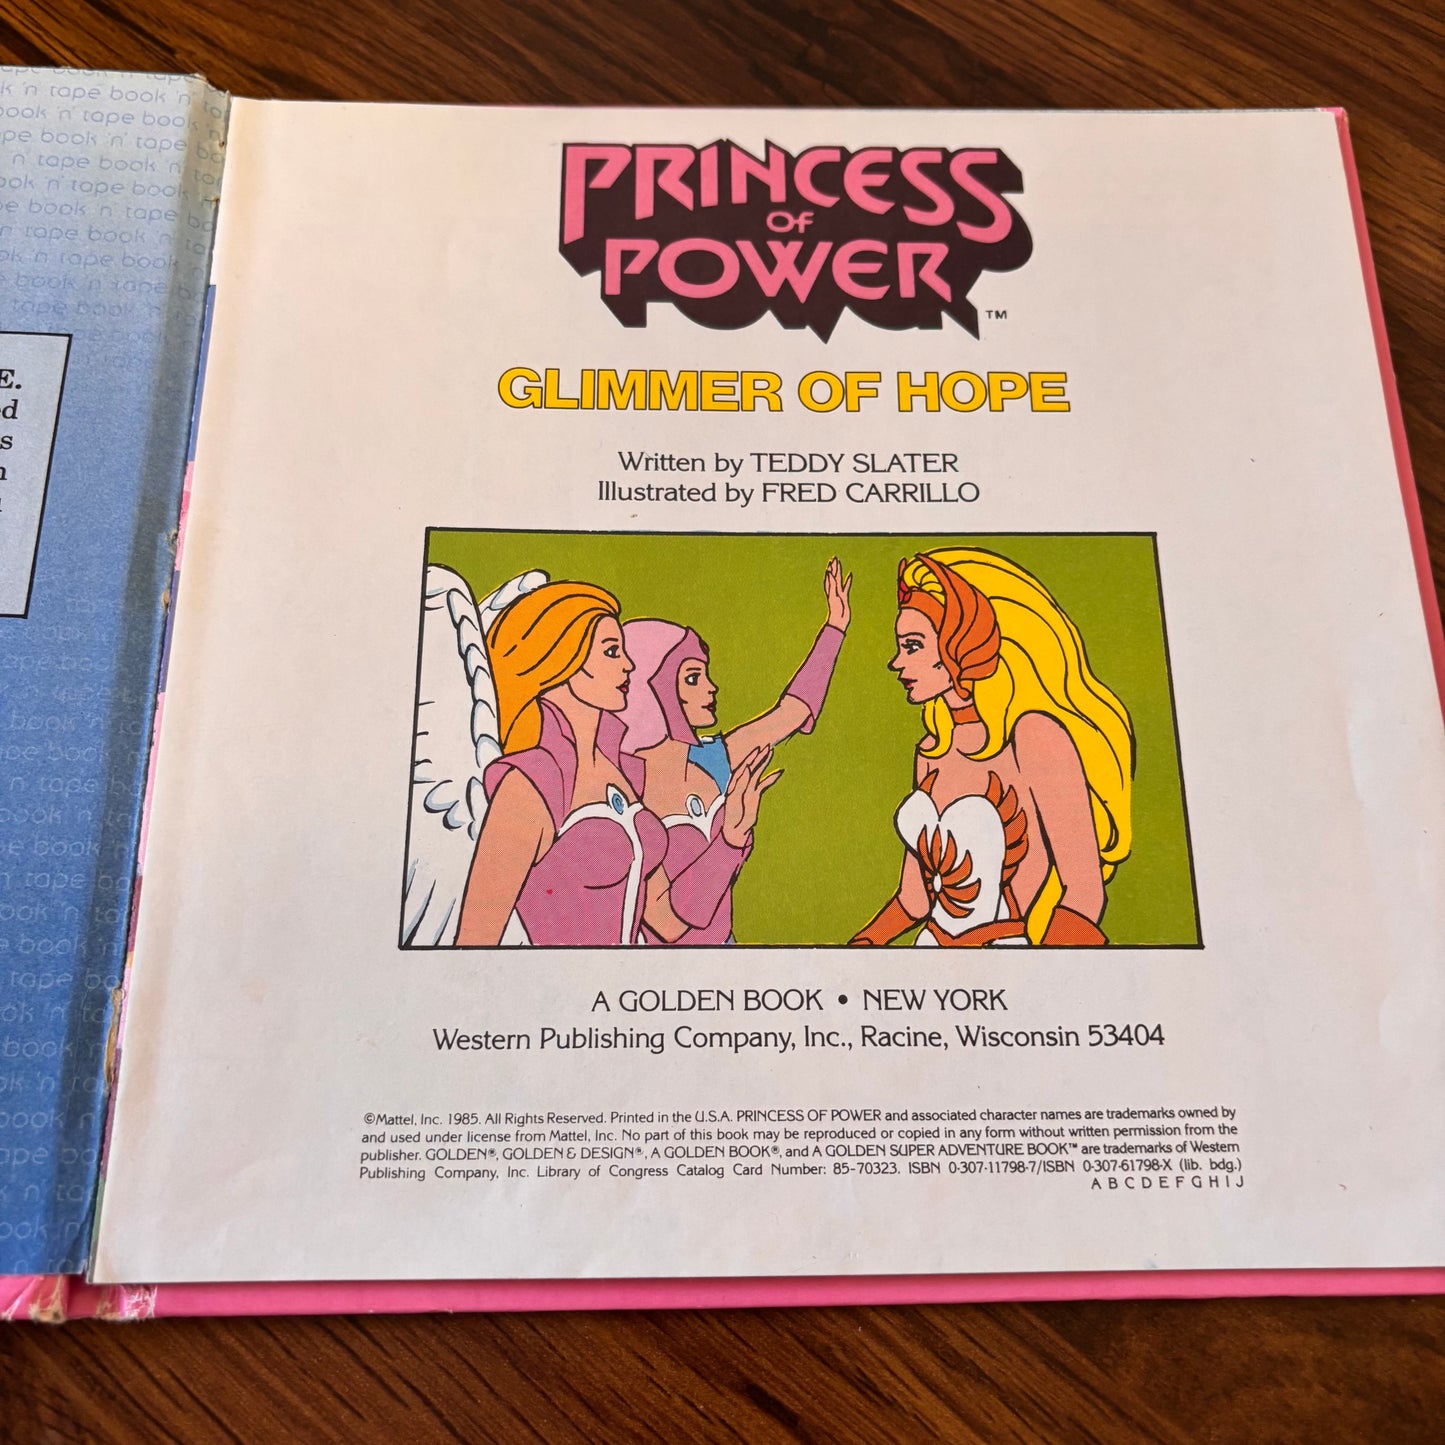 E.
PRINCESS
OF
POWER
TM
GLIMMER OF HOPE
Written by TEDDY SLATER
Illustrated by FRED CARRILLO
A GOLDEN BOOK • NEW YORK
Western Publishing Company, Inc., Racine, Wisconsin 53404
©Mattel, Inc. 1985. All Rights Reserved. Printed in the U.S.A. PRINCESS OF POWER and associated character names are trademarks owned by
and used under license from Mattel, Inc. No part of this book may be reproduced or copied in any form without written permission from the
publisher. GOLDEN®, GOLDEN & DESIGN®, A GOLDEN BOOK®, and A GOLDEN SUPER ADVENTURE BOOK™ are trademarks of Western
Publishing Company, Inc. Library of Congress Catalog Card Number: 85-70323. ISBN 0-307-11798-7/ISBN 0-307-61798-X (lib. bdg.)
A B C D E F G H I J
book 'n' tape book 'n' tape